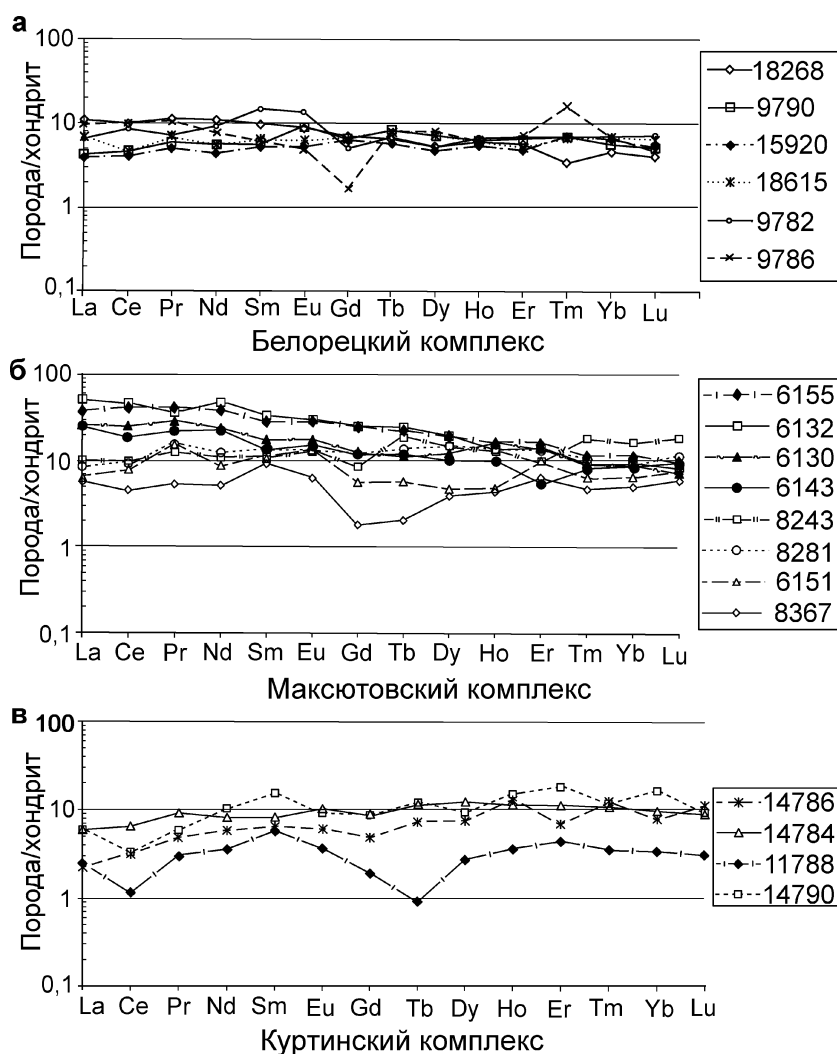 а
Порода/хондрит
100
10
1
0,1
La Ce Pr Nd Sm Eu Gd Tb Dy Ho Er Tm Yb Lu
Белорецкий комплекс
18268
9790
15920
18615
9782
9786
б
Порода/хондрит
100
10
1
0,1
La Ce Pr Nd Sm Eu Gd Tb Dy Ho Er Tm Yb Lu
Максютовский комплекс
6155
6132
6130
6143
8243
8281
6151
8367
в
Порода/хондрит
100
10
1
0,1
La Ce Pr Nd Sm Eu Gd Tb Dy Ho Er Tm Yb Lu
Куртинский комплекс
14786
14784
11788
14790